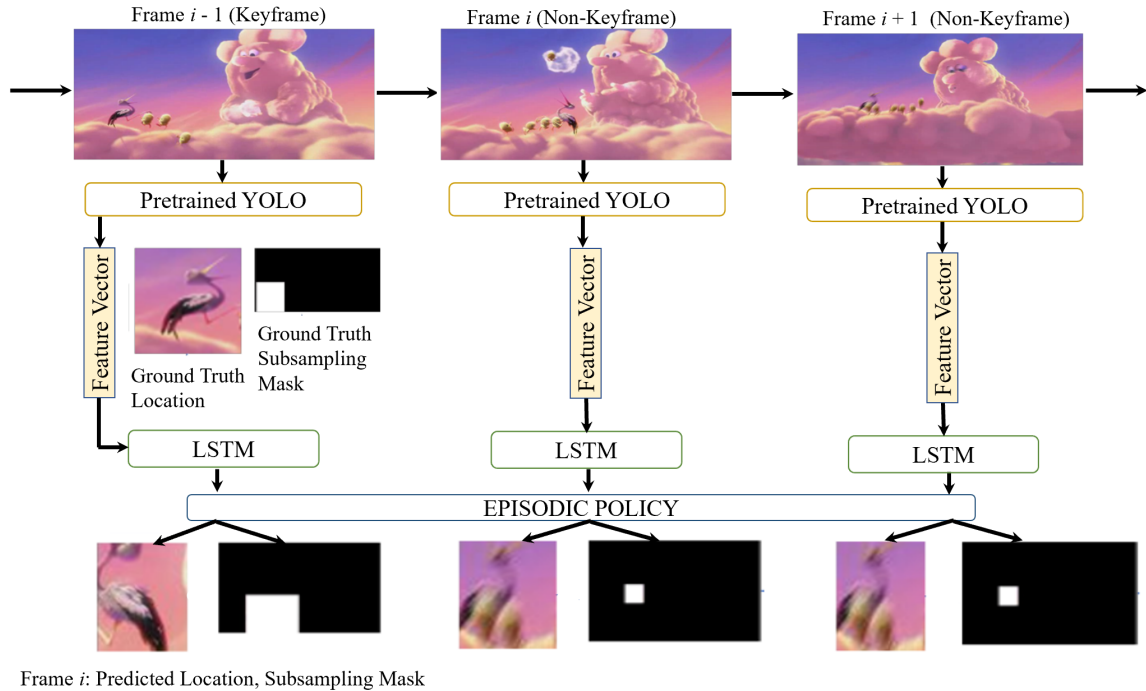 Frame i - 1 (Keyframe)
Frame i (Non-Keyframe)
Frame i + 1 (Non-Keyframe)
Pretrained YOLO
Pretrained YOLO
Pretrained YOLO
Feature Vector
Ground Truth
Location
Ground Truth
Subsampling
Mask
Feature Vector
Feature Vector
LSTM
LSTM
LSTM
EPISODIC POLICY
Frame i: Predicted Location, Subsampling Mask